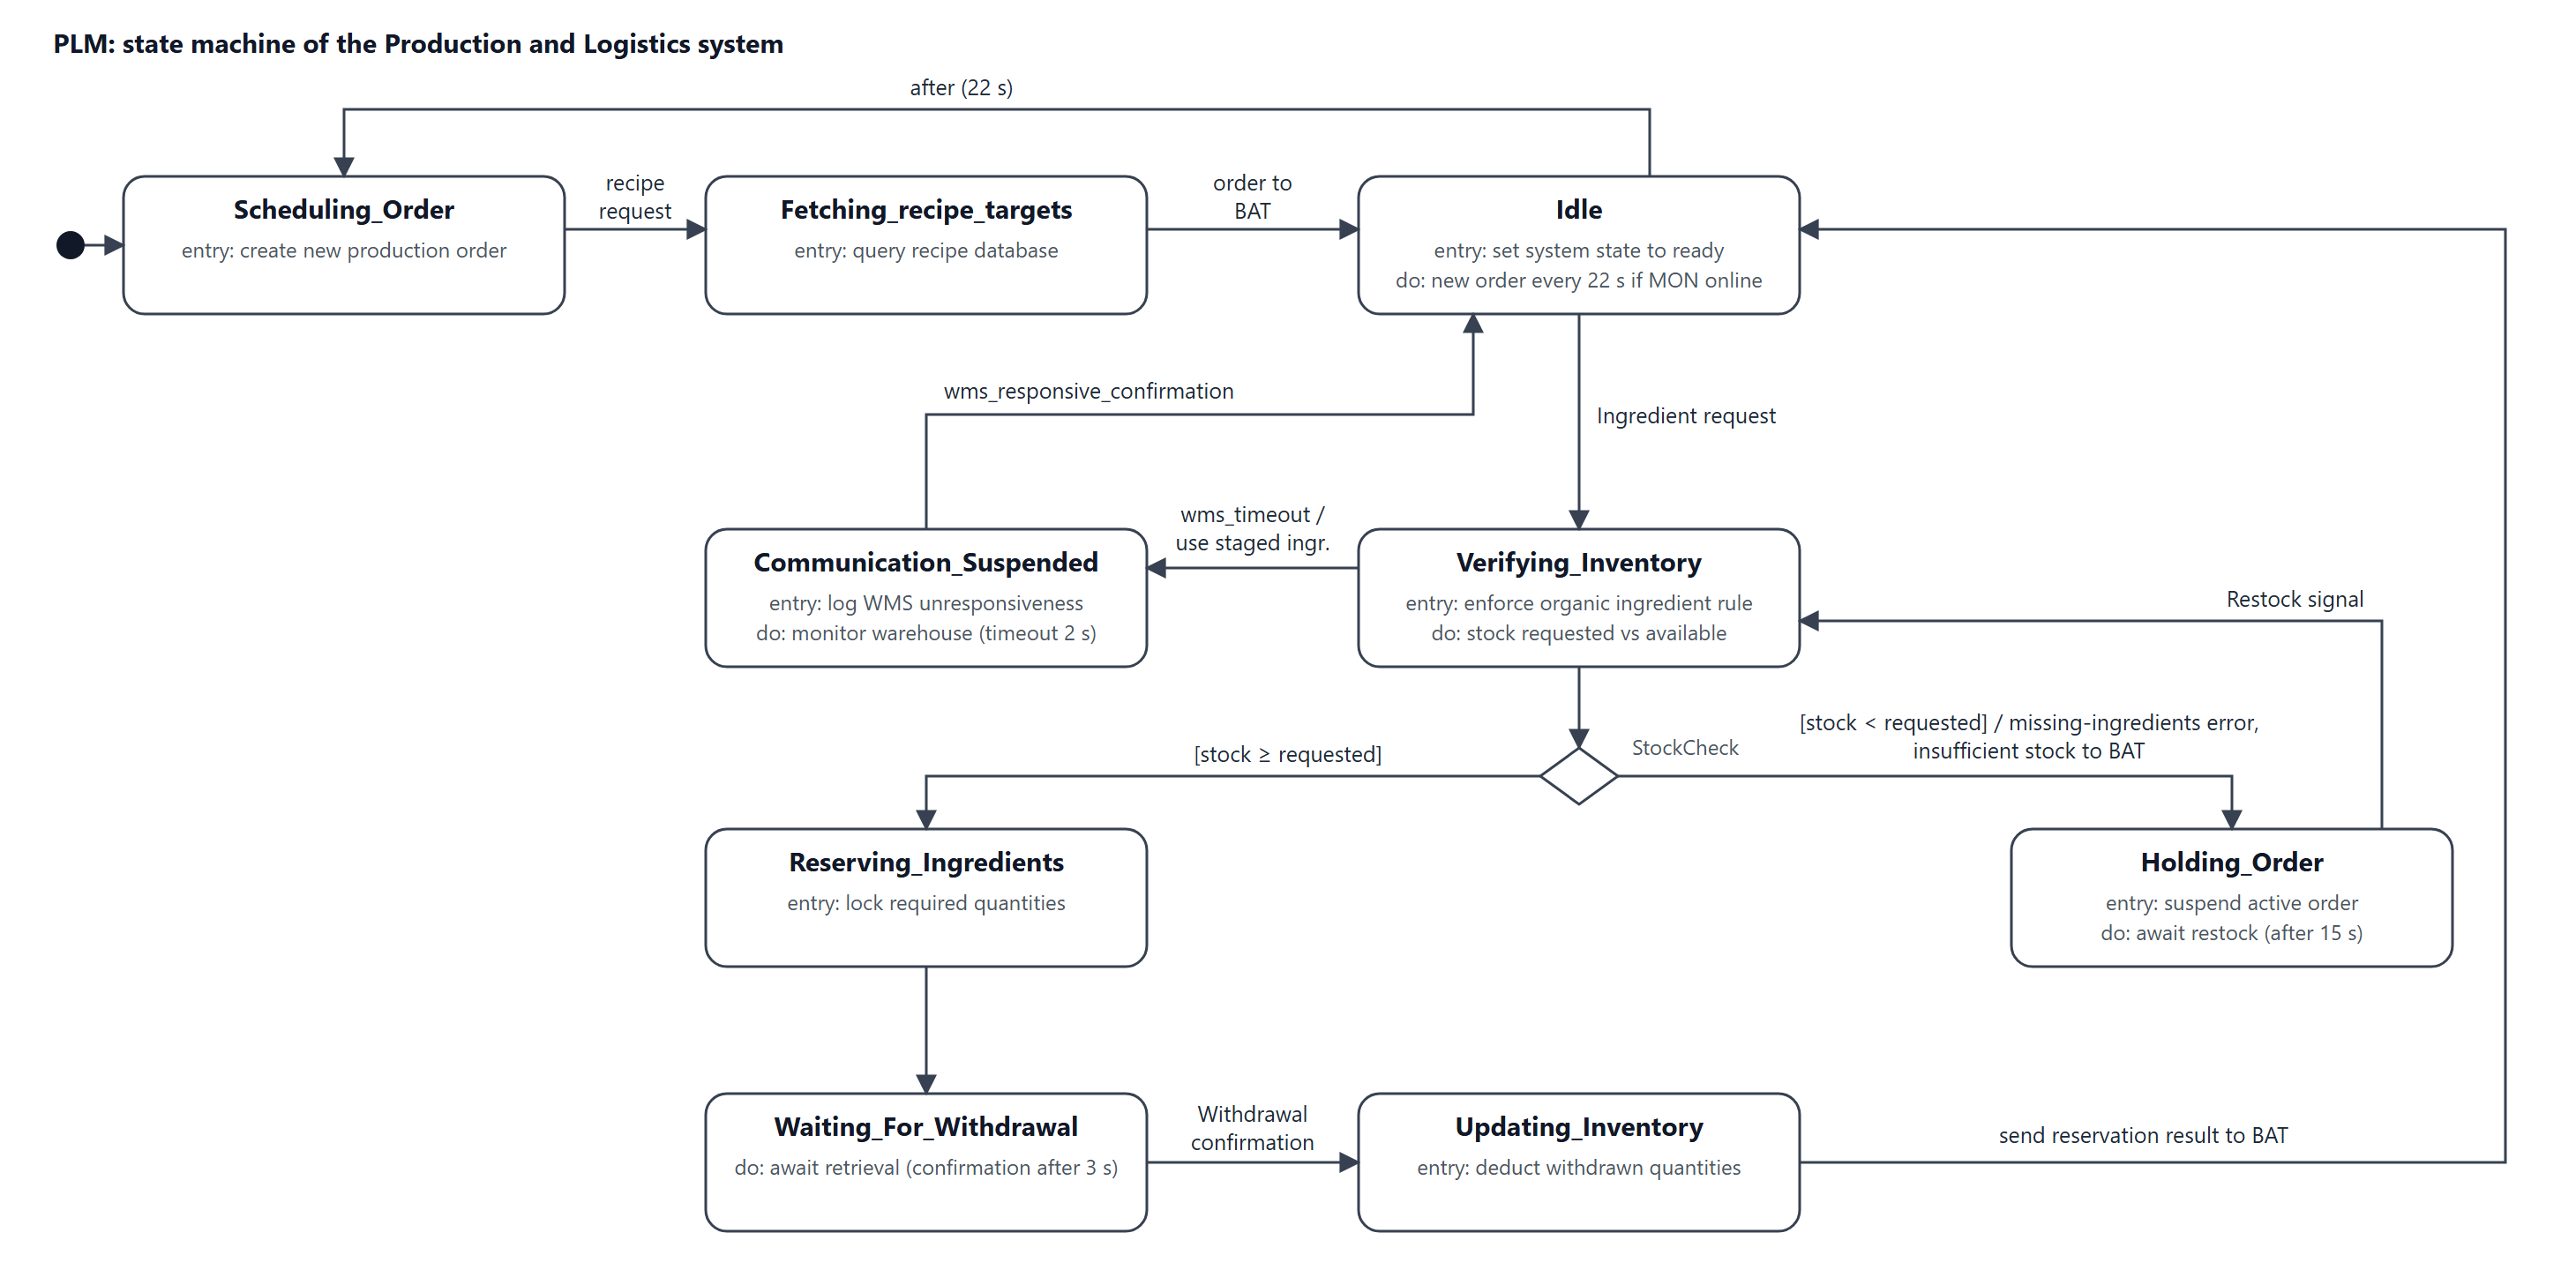 PLM: state machine of the Production and Logistics system
after (22 s)
Scheduling_Order
entry: create new production order
recipe
request
Fetching_recipe_targets
entry: query recipe database
order to
BAT
Idle
entry: set system state to ready
do: new order every 22 s if MON online
wms_responsive_confirmation
Ingredient request
Communication_Suspended
entry: log WMS unresponsiveness
do: monitor warehouse (timeout 2 s)
wms_timeout /
use staged ingr.
Verifying_Inventory
entry: enforce organic ingredient rule
do: stock requested vs available
Restock signal
[stock ≥ requested]
StockCheck
[stock < requested] / missing-ingredients error,
insufficient stock to BAT
Reserving_Ingredients
entry: lock required quantities
Holding_Order
entry: suspend active order
do: await restock (after 15 s)
Waiting_For_Withdrawal
do: await retrieval (confirmation after 3 s)
Withdrawal
confirmation
Updating_Inventory
entry: deduct withdrawn quantities
send reservation result to BAT